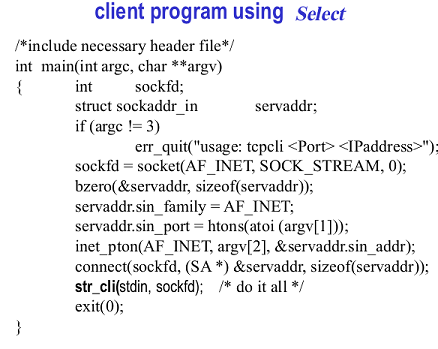 client program using Select
/*include necessary header file*/
int main(int argc, char **argv)
{ int sockfd;
struct sockaddr_in servaddr;
if (argc != 3)
err_quit("usage: tcpcli <Port> <IPaddress>");
sockfd = socket(AF_INET, SOCK_STREAM, 0);
bzero(&servaddr, sizeof(servaddr));
servaddr.sin_family = AF_INET;
servaddr.sin_port = htons(atoi (argv[1]));
inet_pton(AF_INET, argv[2], &servaddr.sin_addr);
connect(sockfd, (SA *) &servaddr, sizeof(servaddr));
str_cli(stdin, sockfd); /* do it all */
exit(0);
}